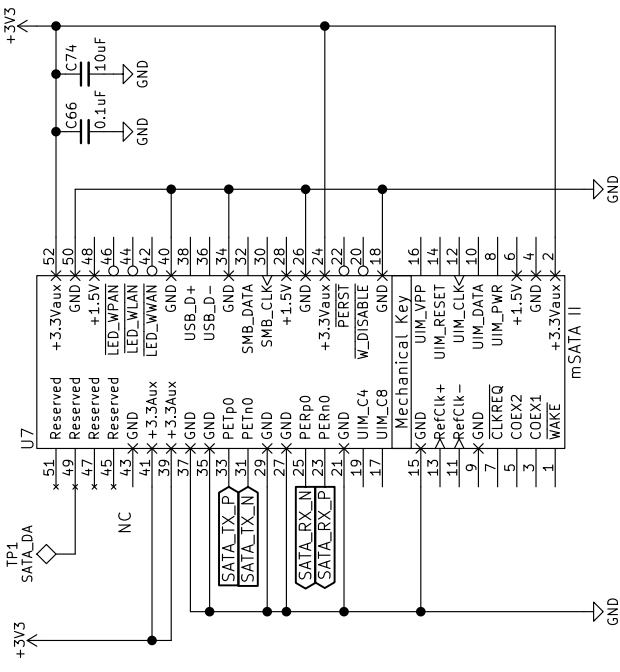 +3V3
C74
10uF
GND
C66
0.1uF
GND
GND
52
50
48
46
44
42
40
38
36
34
32
30
28
26
24
22
20
18
16
14
12
10
8
6
4
2
+3.3Vaux
GND
+1.5V
LED_WPAN
LED_WLAN
LED_WWAN
GND
USB_D+
USB_D-
GND
SMB_DATA
SMB_CLK
+1.5V
GND
+3.3Vaux
PERST
W_DISABLE
GND
Mechanical Key
UIM_VPP
UIM_RESET
UIM_CLK
UIM_DATA
UIM_PWR
+1.5V
GND
+3.3Vaux
mSATA II
U7
Reserved
Reserved
Reserved
Reserved
GND
+3.3Aux
+3.3Aux
GND
GND
PETp0
PETn0
GND
GND
PERp0
PERn0
GND
UIM_C4
UIM_C8
GND
RefClk+
RefClk-
GND
CLKREQ
COEX2
COEX1
WAKE
51
49
47
45
43
41
39
37
35
33
31
29
27
25
23
21
19
17
15
13
11
9
7
5
3
1
NC
TP1
SATA_DA
SATA_TX_P
SATA_TX_N
SATA_RX_N
SATA_RX_P
+3V3
GND